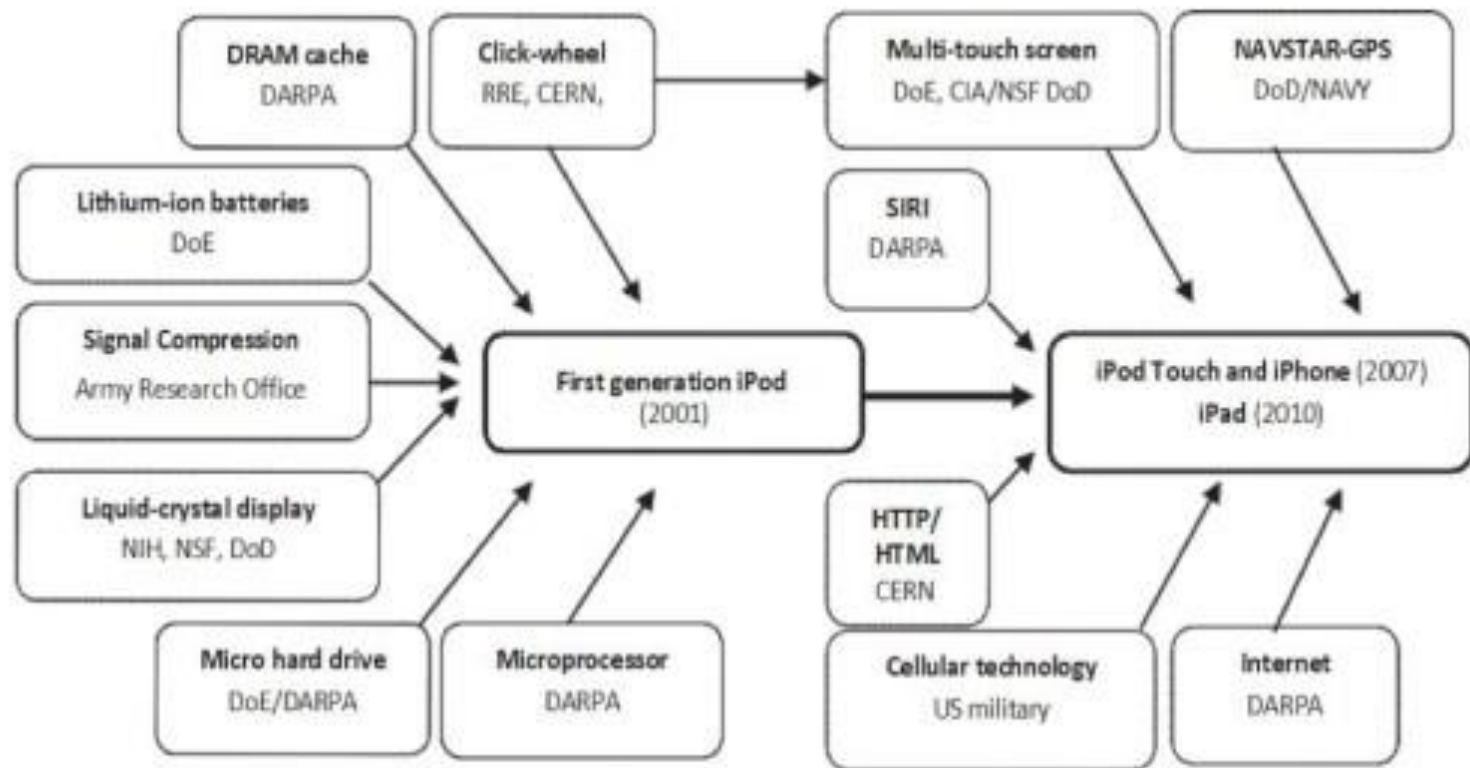 DRAM cache
DARPA
Click-wheel
RRE, CERN,
Multi-touch screen
DoE, CIA/NSF DoD
NAVSTAR-GPS
DoD/NAVY
Lithium-ion batteries
DoE
SIRI
DARPA
Signal Compression
Army Research Office
First generation iPod
(2001)
iPod Touch and iPhone (2007)
iPad (2010)
Liquid-crystal display
NIH, NSF, DoD
HTTP/
HTML
CERN
Micro hard drive
DoE/DARPA
Microprocessor
DARPA
Cellular technology
US military
Internet
DARPA